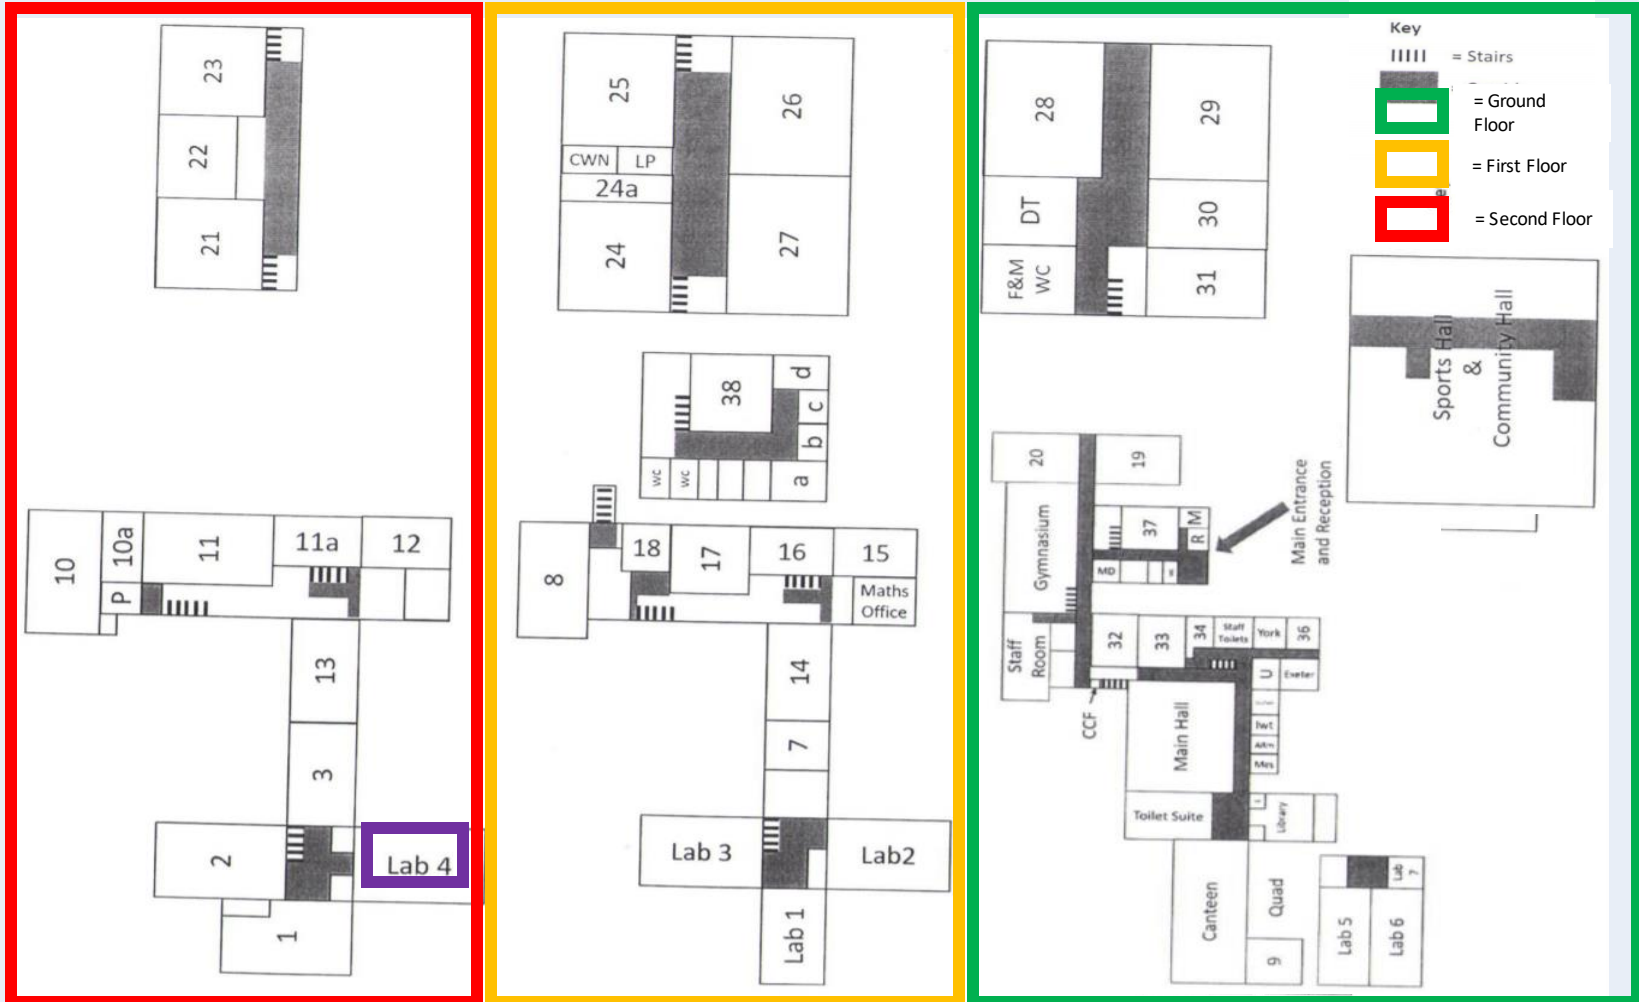 23
22
21
10
10a
P
11
11a
12
13
3
2
Lab 4
1
25
26
CWN
LP
24a
24
27
38
d
c
b
a
WC
WC
8
18
17
16
15
Maths
Office
14
7
Lab 3
Lab2
Lab 1
28
29
DT
30
F&M
WC
31
Key
= Stairs
= Ground
Floor
= First Floor
= Second Floor
Sports Hall
&
Community Hall
20
19
Gymnasium
37
M
R
MD
Main Entrance
and Reception
Staff
Room
32
33
34
Staff
Toilets
York
36
U
Exeter
CCF
Main Hall
Iwt
Mes
Toilet Suite
Library
Canteen
Quad
9
Lab
7
Lab 5
Lab 6